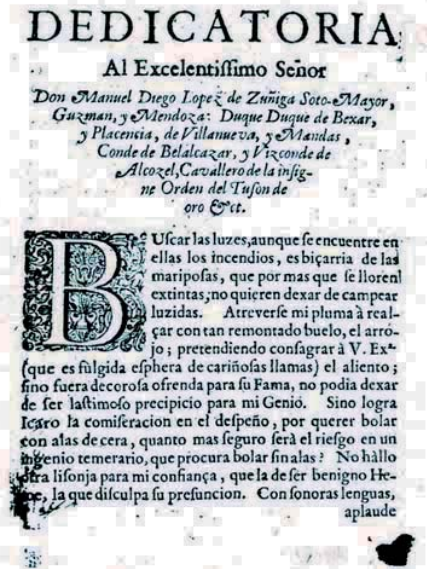 DEDICATORIA
Al Excelentiſſimo Señor
Don Manuel Diego Lopez de Zuñiga Soto-Mayor,
Guzman, y Mendoza: Duque Duque de Bexar,
y Placencia, de Villanueva, y Mandas,
Conde de Belalcazar, y Vizconde de
Alcozel, Cavallero de la inſig-
ne Orden del Tuſon de
oro &ct.
BUſcar las luzes, aunque ſe encuentre en
ellas los incendios, es biçarria de las
mariposas, que por mas que ſe lloren
extintas, no quieren dexar de campear
luzidas. Atreverſe mi pluma à real-
çar con tan remontado buelo, el arro-
jo; pretendiendo conſagrar à V. Exª
(que es fulgida eſphera de cariñoſas llamas) el aliento;
ſino fuera decoroſa ofrenda para ſu Fama, no podia dexar
de ſer laſtimoſo precipicio para mi Genio. Sino logra
Icaro la comiſeracion en el deſpeño, por querer bolar
con alas de cera, quanto mas ſeguro ſerà el rieſgo en un
ingenio temerario, que procura bolar ſin alas? No hàllo
otra liſonja para mi confiança, que la de ſer benigno He-
, la que diſculpa ſu preſuncion. Con ſonoras lenguas,
aplaude